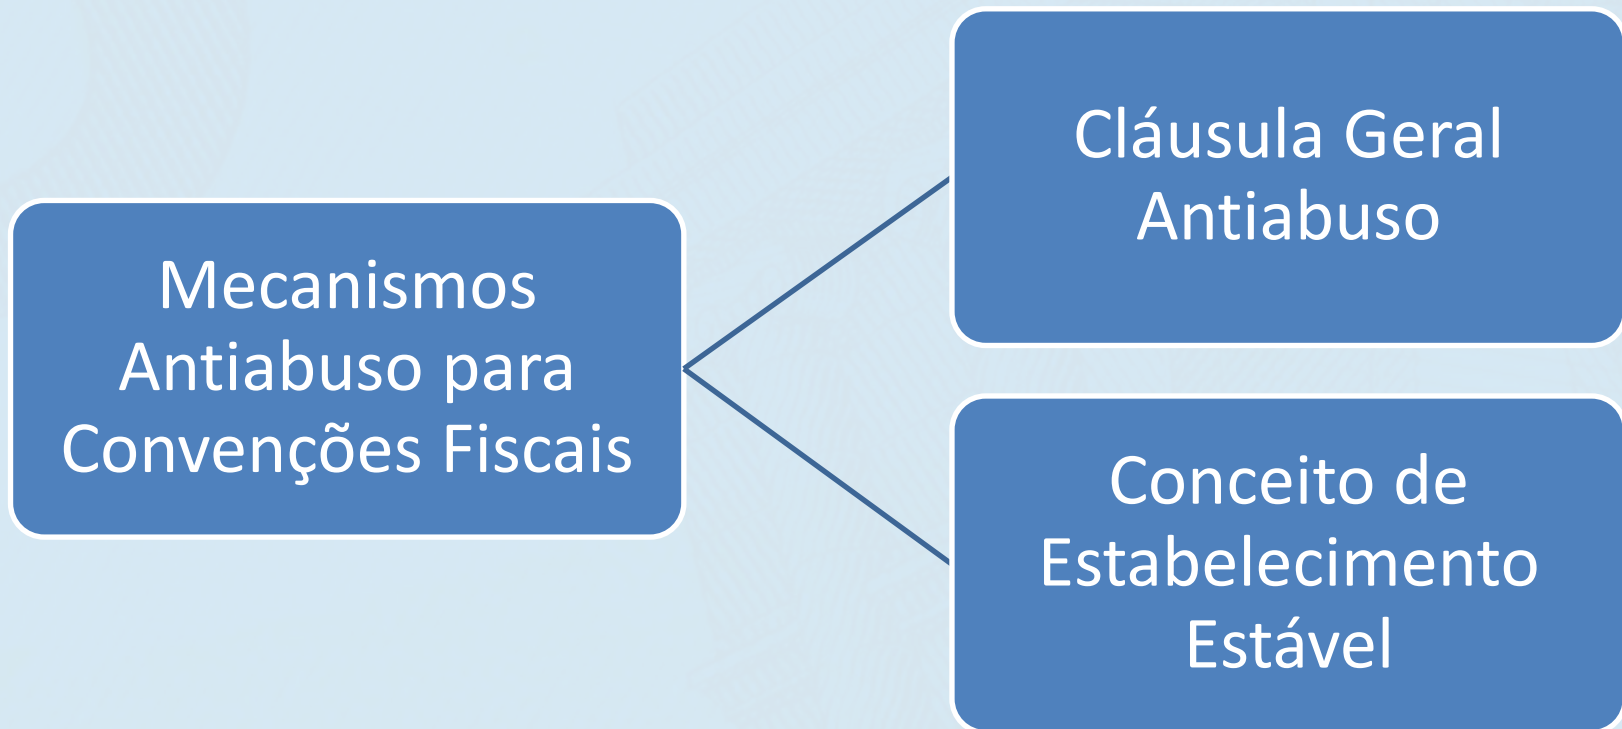 Mecanismos
Antiabuso para
Convenções Fiscais
Cláusula Geral
Antiabuso
Conceito de
Estabelecimento
Estável